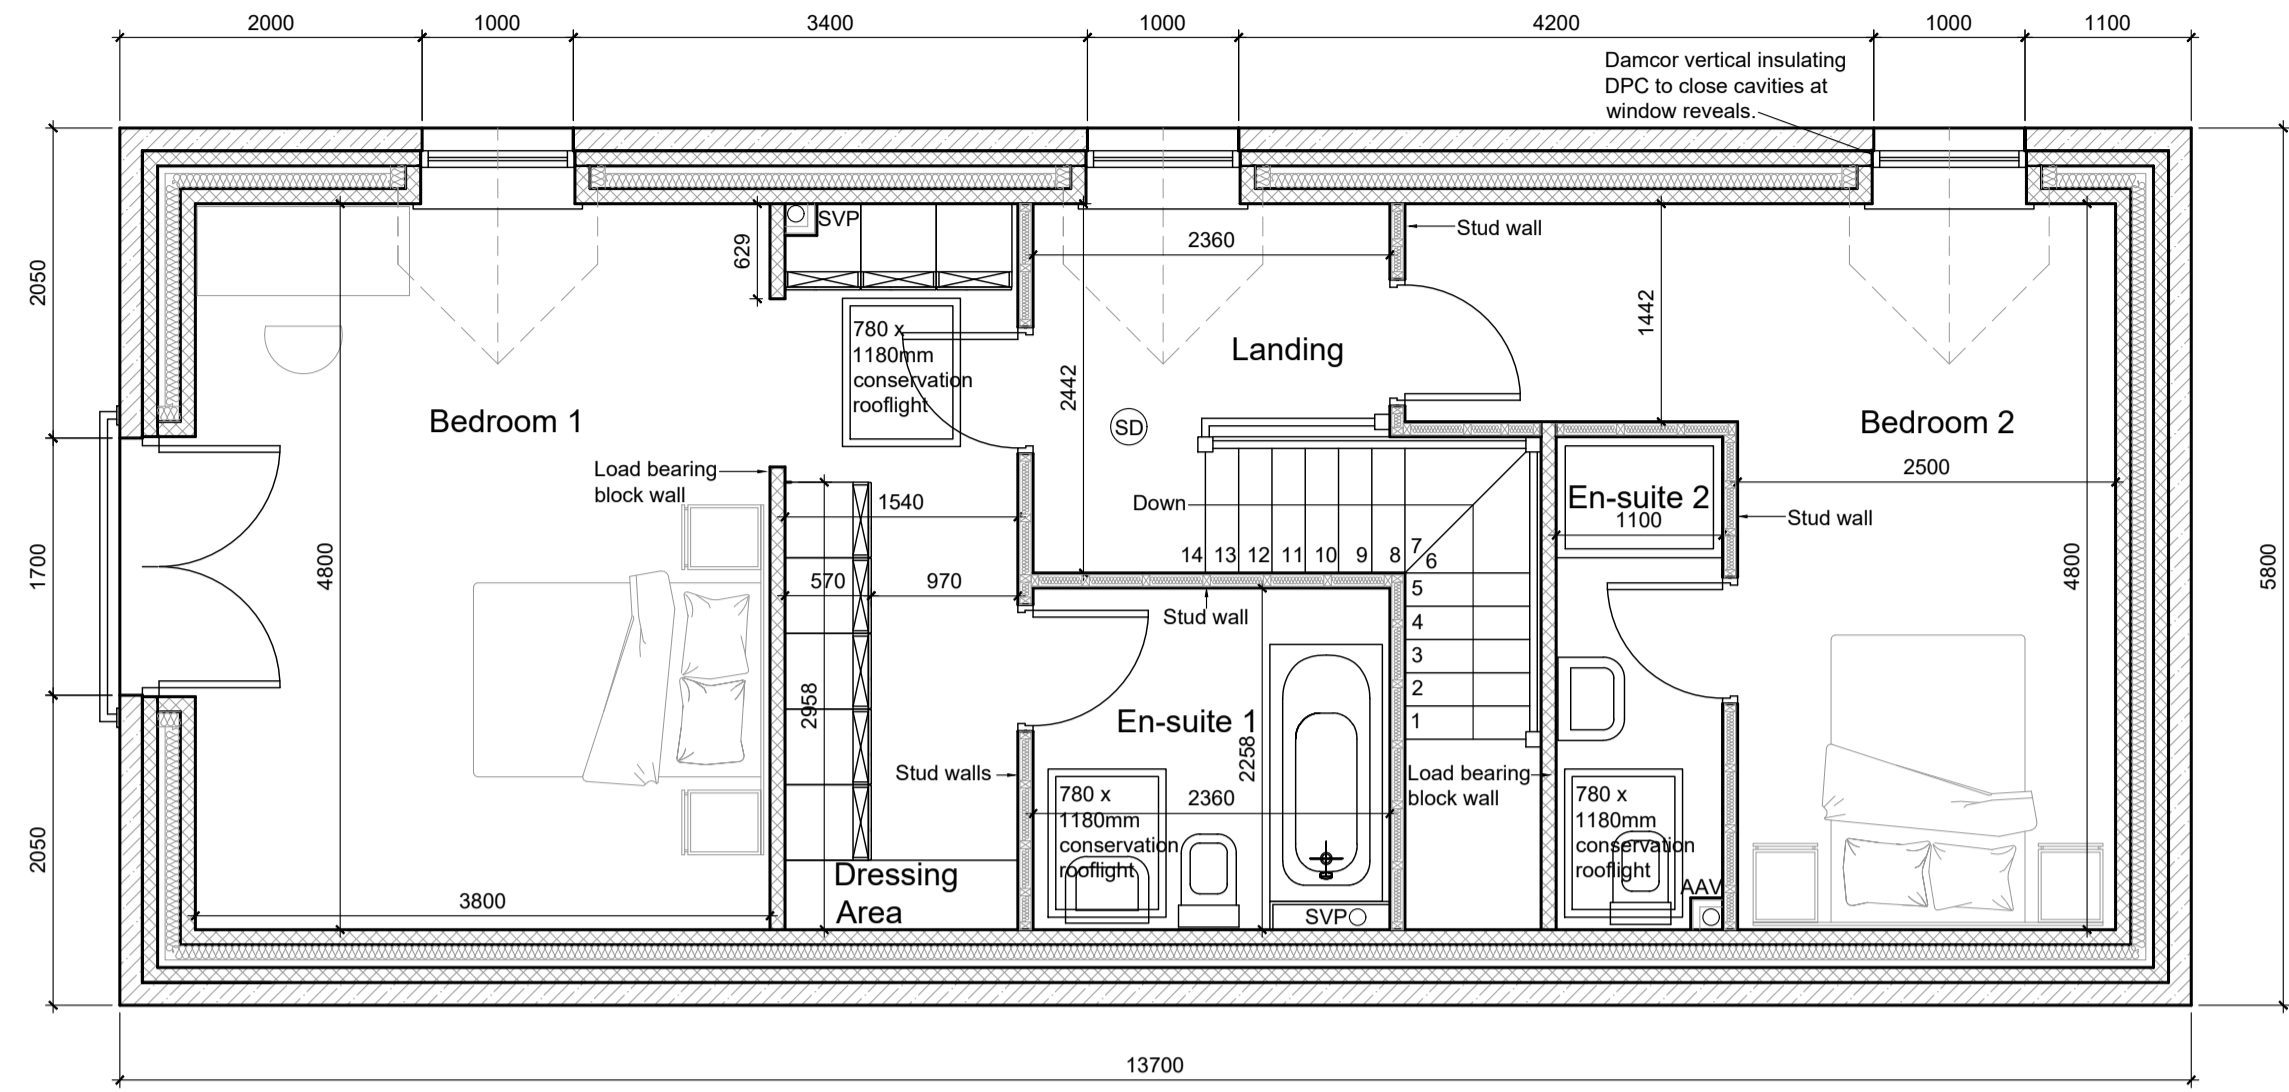 2000
1000
3400
1000
4200
1000
1100
Damcor vertical insulating
DPC to close cavities at
window reveals.
2050
1700
2050
5800
SVP
629
2360
Stud wall
1442
780 x
1180mm
conservation
rooflight
Landing
2442
SD
Bedroom 1
Bedroom 2
Load bearing
block wall
1540
2500
Down
En-suite 2
1100
Stud wall
14
13
12
11
10
9
8
7
6
5
4
3
2
1
4800
570
970
4800
Stud wall
2958
En-suite 1
2258
Stud walls
2360
Load bearing
block wall
780 x
1180mm
conservation
rooflight
780 x
1180mm
conservation
rooflight
Dressing
Area
AAV
3800
SVP
13700